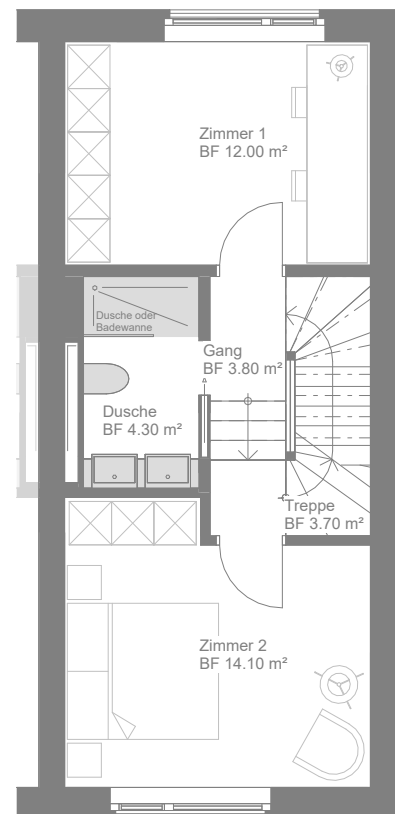 Zimmer 1
BF 12.00 m²
Dusche oder
Badewanne
Gang
BF 3.80 m²
Dusche
BF 4.30 m²
Treppe
BF 3.70 m²
Zimmer 2
BF 14.10 m²